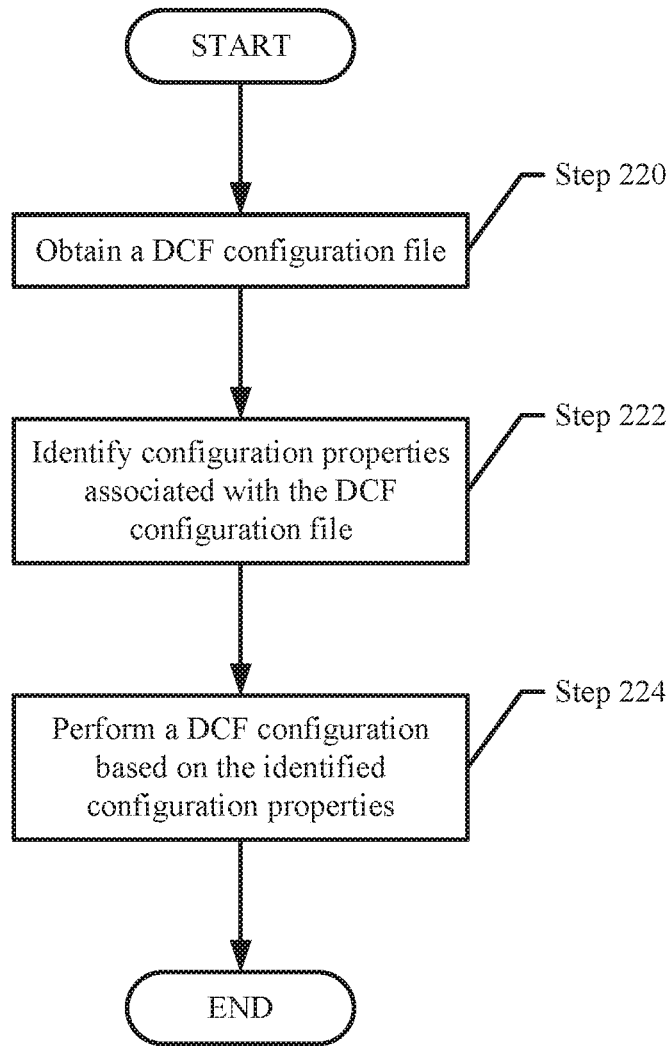 START
Step 220
Obtain a DCF configuration file
Step 222
Identify configuration properties
associated with the DCF
configuration file
Step 224
Perform a DCF configuration
based on the identified
configuration properties
END